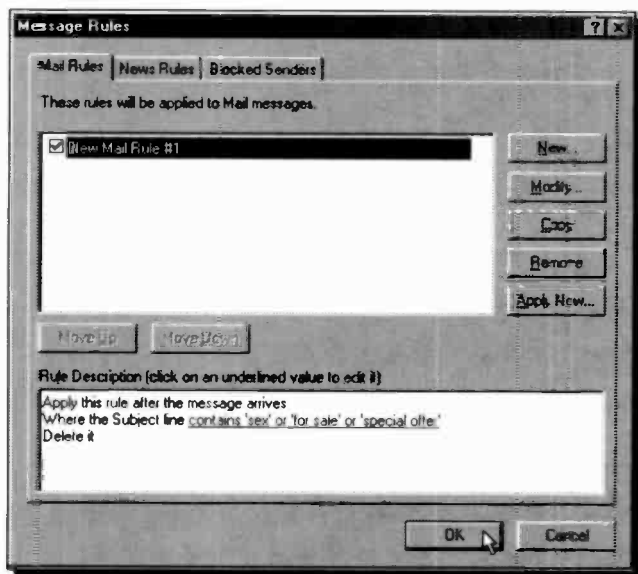 Message Rules
Mail Rules News Rules Blocked Senders
These rules will be applied to Mail messages.
New Mail Rule #1
New...
Modify...
Copy
Remove
Apply Now...
Move Up Move Down
Rule Description (click on an underlined value to edit it)
Apply this rule after the message arrives
Where the Subject line contains 'sex' or 'for sale' or 'special offer'
Delete it
OK Cancel